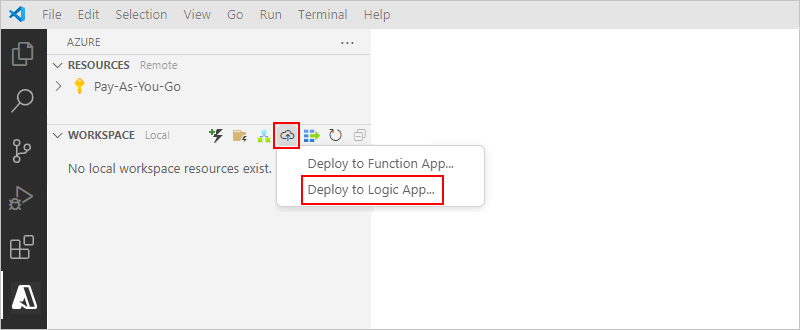 File Edit Selection View Go Run Terminal Help
AZURE
RESOURCES Remote
Pay-As-You-Go
WORKSPACE Local
No local workspace resources exist.
Deploy to Function App...
Deploy to Logic App...